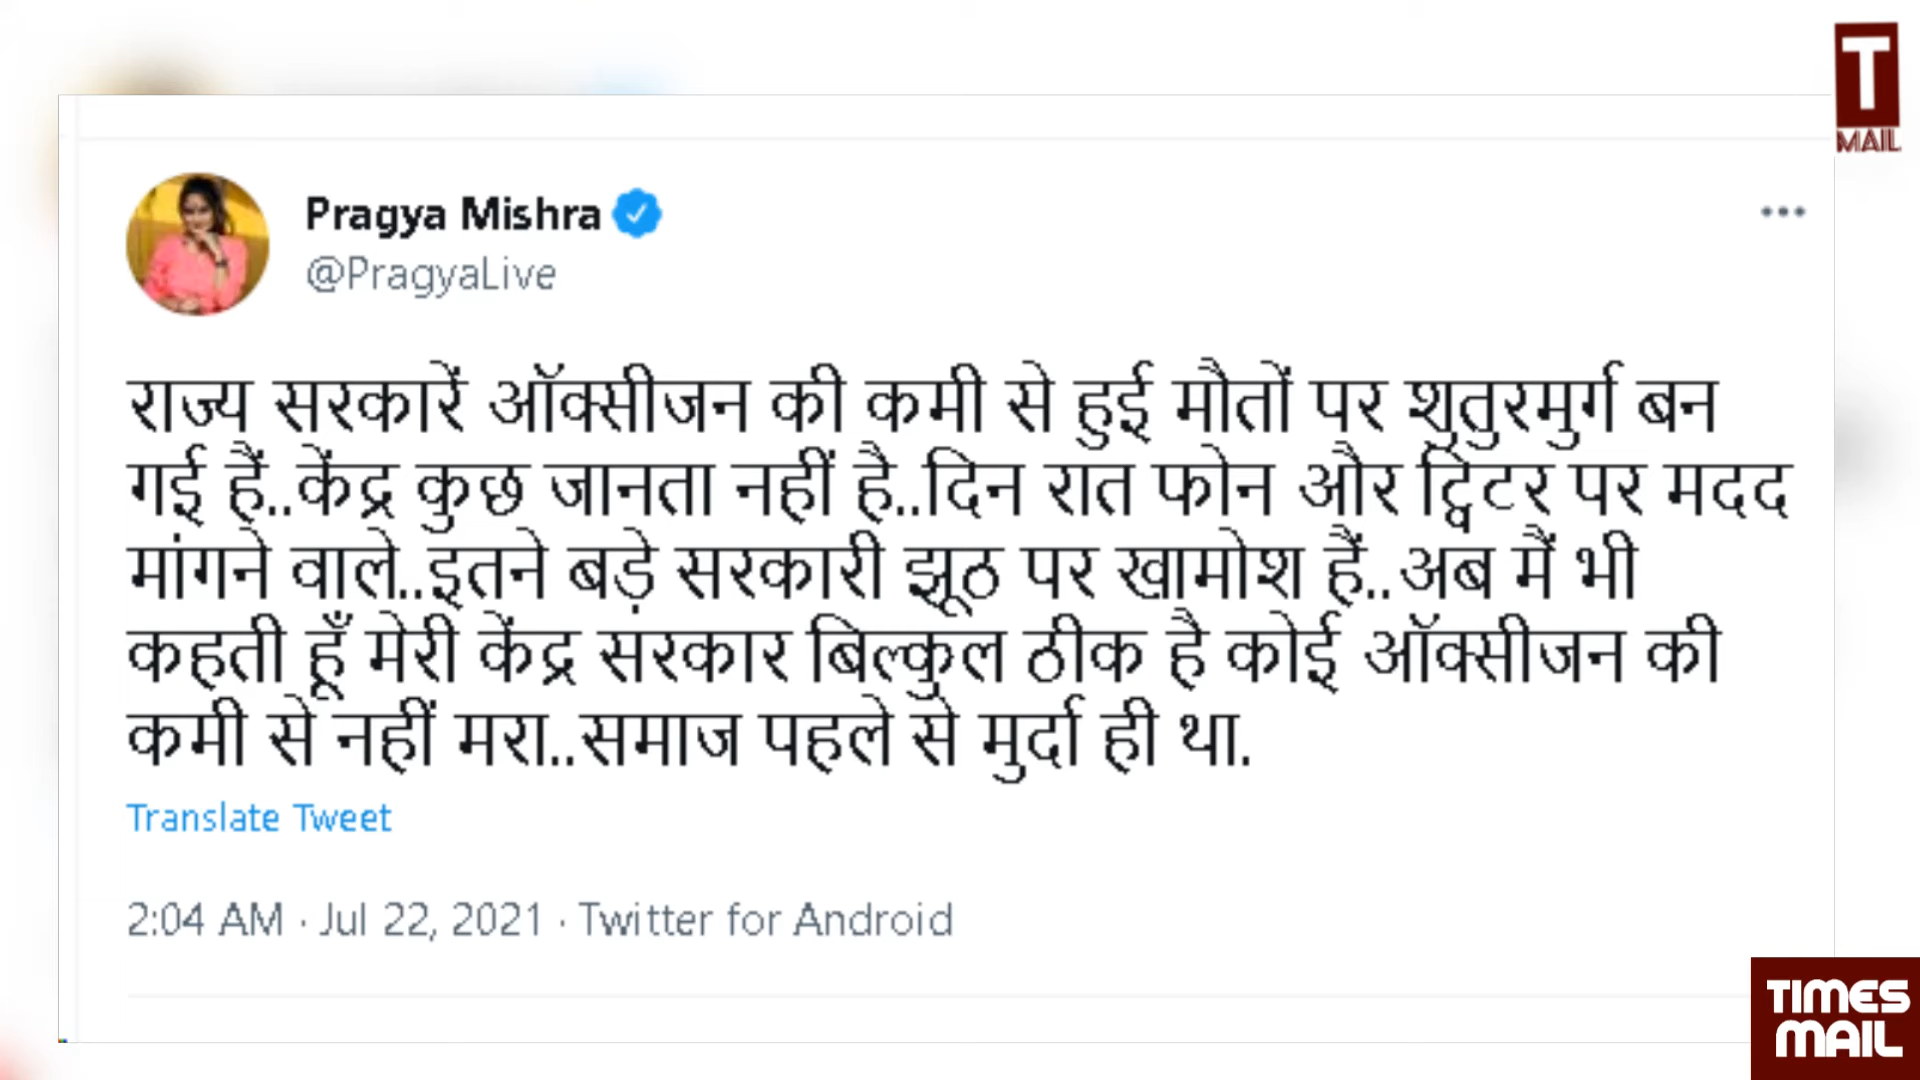 T
MAIL
Pragya Mishra
@PragyaLive
राज्य सरकारें ऑक्सीजन की कमी से हुई मौतों पर शुतुरमुर्ग बन
गई हैं..केंद्र कुछ जानता नहीं है..दिन रात फोन और ट्विटर पर मदद
मांगने वाले..इतने बड़े सरकारी झूठ पर खामोश हैं..अब मैं भी
कहती हूँ मेरी केंद्र सरकार बिल्कुल ठीक है कोई ऑक्सीजन की
कमी से नहीं मरा..समाज पहले से मुर्दा ही था.
Translate Tweet
2:04 AM · Jul 22, 2021 · Twitter for Android
TIMES
MAIL